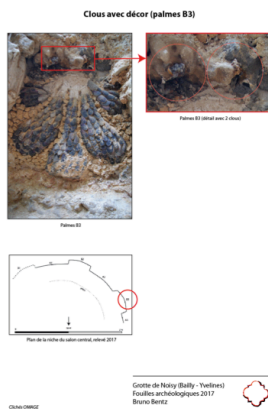 Clous avec décor (palmes B3)
Palmes B3 (détail avec 2 clous)
Palmes B3
Plan de la niche du salon central, relevé 2017
Grotte de Noisy (Bailly - Yvelines)
Fouilles archéologiques 2017
Bruno Bentz
Clichés OMAGE